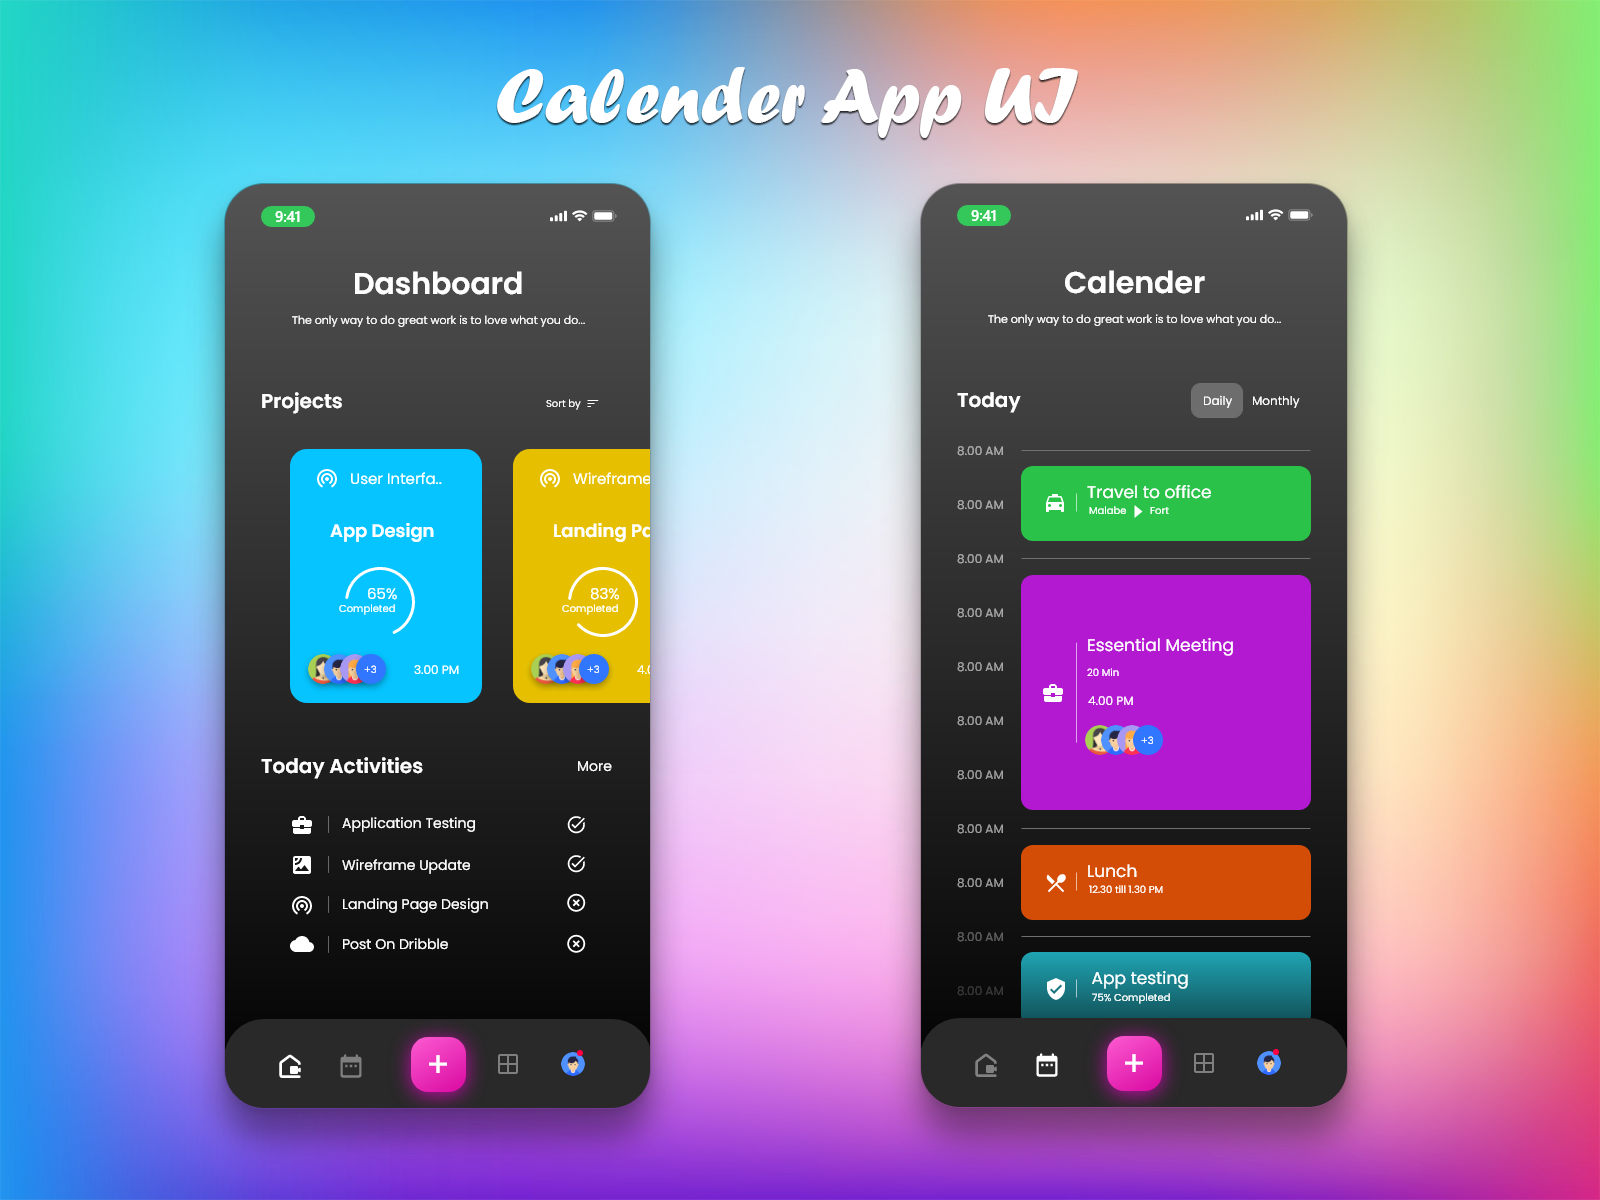 Calender App UI
9:41
Dashboard
The only way to do great work is to love what you do...
Projects
Sort by
User Interfa..
App Design
65%
Completed
+3
3.00 PM
Wireframe
Landing Pa
83%
Completed
+3
4.0
Today Activities
More
Application Testing
Wireframe Update
Landing Page Design
Post On Dribble
9:41
Calender
The only way to do great work is to love what you do...
Today
Daily
Monthly
8.00 AM
8.00 AM
Travel to office
Malabe
Fort
8.00 AM
8.00 AM
8.00 AM
Essential Meeting
20 Min
4.00 PM
+3
8.00 AM
8.00 AM
8.00 AM
8.00 AM
Lunch
12.30 till 1.30 PM
8.00 AM
8.00 AM
App testing
75% Completed